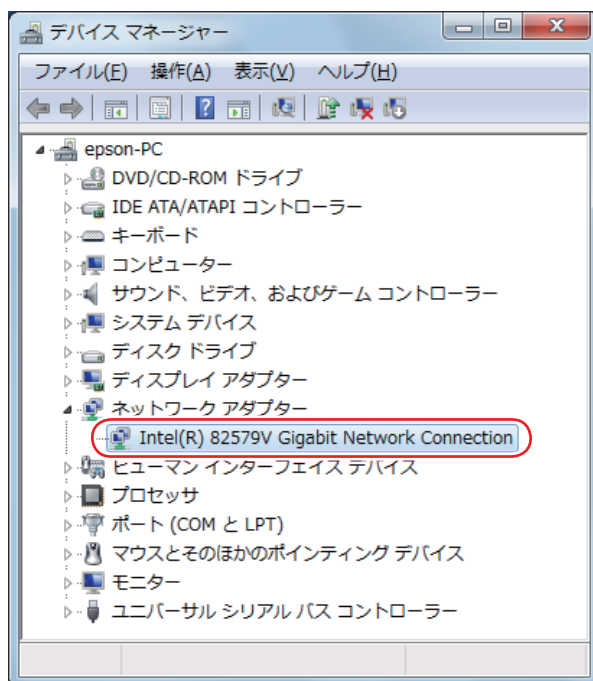 デバイス マネージャー
ファイル(F) 操作(A) 表示(V) ヘルプ(H)
epson-PC
DVD/CD-ROM ドライブ
IDE ATA/ATAPI コントローラー
キーボード
コンピューター
サウンド、ビデオ、およびゲーム コントローラー
システム デバイス
ディスク ドライブ
ディスプレイ アダプター
ネットワーク アダプター
Intel(R) 82579V Gigabit Network Connection
ヒューマン インターフェイス デバイス
プロセッサ
ポート (COM と LPT)
マウスとそのほかのポインティング デバイス
モニター
ユニバーサル シリアル バス コントローラー